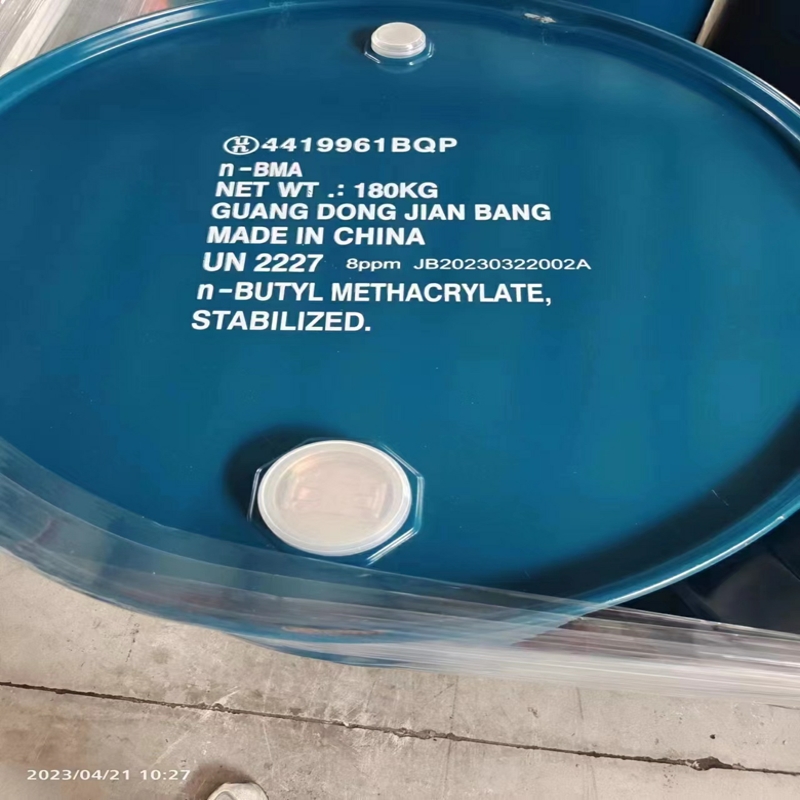 4419961BQP
n-BMA
NET WT .: 180KG
GUANG DONG JIAN BANG
MADE IN CHINA
UN 2227 8ppm JB20230322002A
n-BUTYL METHACRYLATE,
STABILIZED.
2023/04/21 10:27